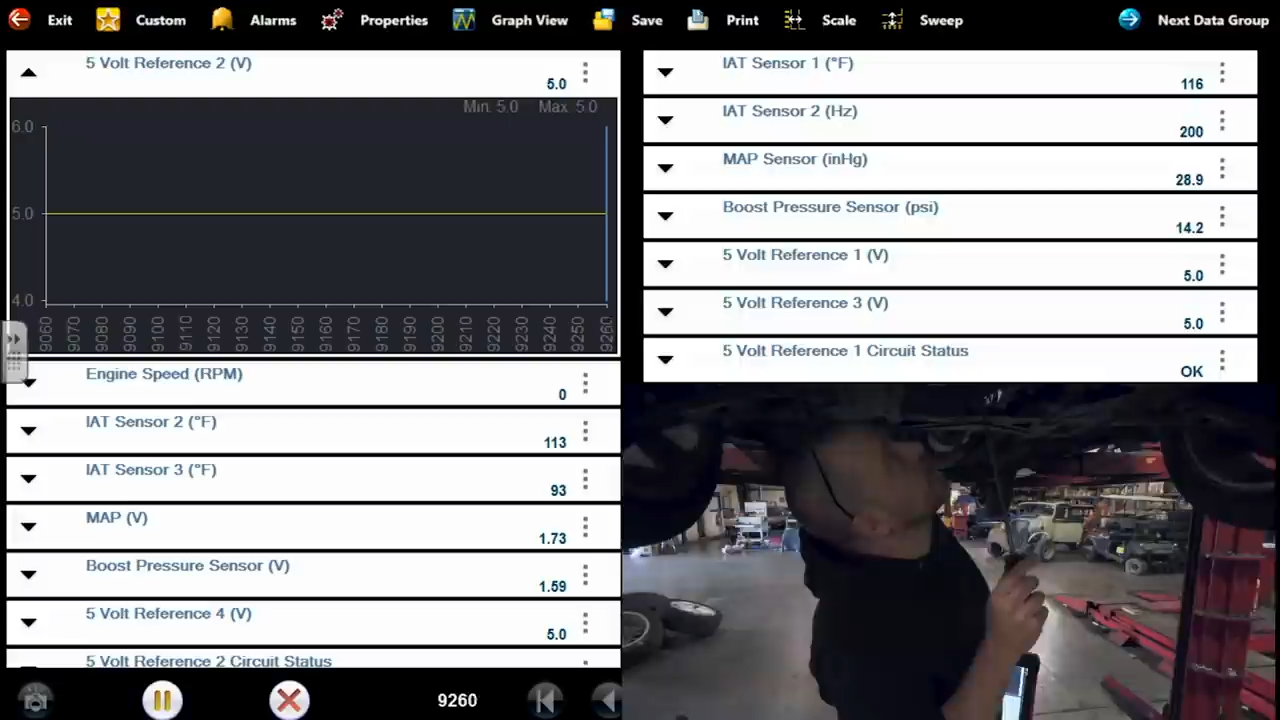 Exit Custom Alarms Properties Graph View Save Print Scale Sweep Next Data Group
5 Volt Reference 2 (V)
5.0
Min: 5.0 Max: 5.0
6.0
5.0
4.0
9060 9070 9080 9090 9100 9110 9120 9130 9140 9150 9160 9170 9180 9190 9200 9210 9220 9230 9240 9250 9260
Engine Speed (RPM)
0
IAT Sensor 2 (°F)
113
IAT Sensor 3 (°F)
93
MAP (V)
1.73
Boost Pressure Sensor (V)
1.59
5 Volt Reference 4 (V)
5.0
5 Volt Reference 2 Circuit Status
9260
IAT Sensor 1 (°F)
116
IAT Sensor 2 (Hz)
200
MAP Sensor (inHg)
28.9
Boost Pressure Sensor (psi)
14.2
5 Volt Reference 1 (V)
5.0
5 Volt Reference 3 (V)
5.0
5 Volt Reference 1 Circuit Status
OK